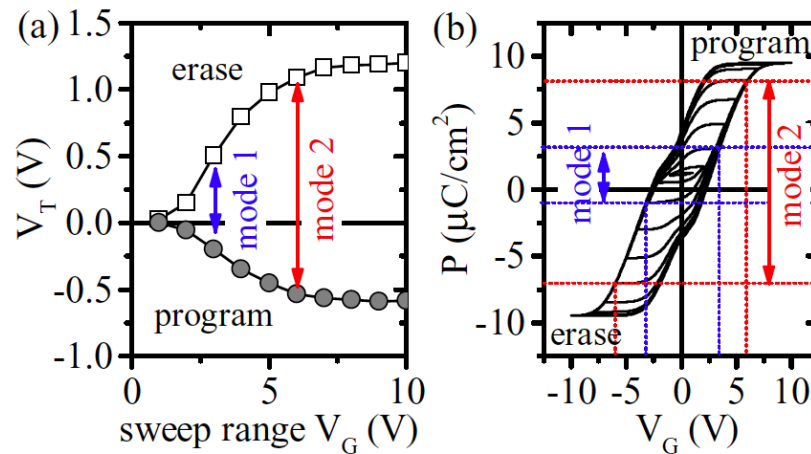 (a)
1.5
1.0
0.5
0.0
-0.5
-1.0
V_T (V)
erase
program
mode 1
mode 2
0 5 10
sweep range V_G (V)
(b)
10
5
0
-5
-10
P (μC/cm²)
program
erase
mode 1
mode 2
-10 -5 0 5 10
V_G (V)